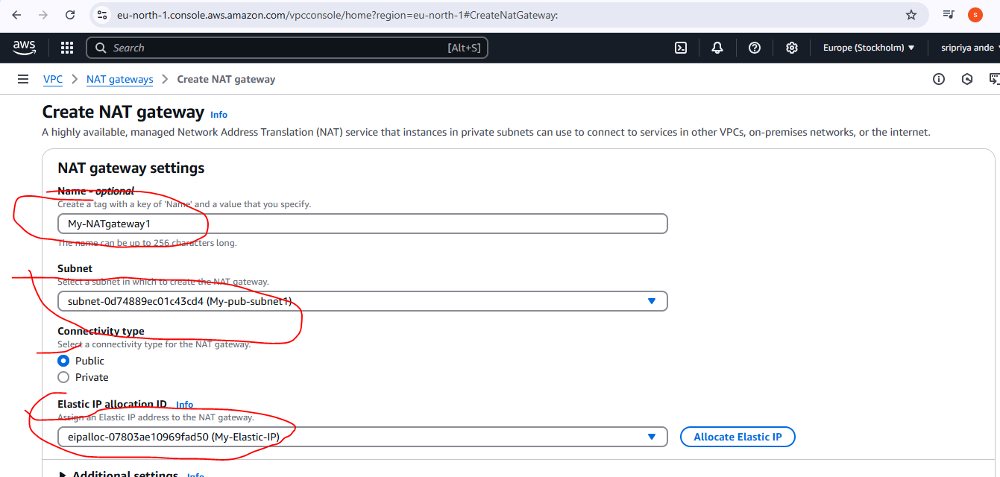 eu-north-1.console.aws.amazon.com/vpcconsole/home?region=eu-north-1#CreateNatGateway:
S
aws
Search
[Alt+S]
Europe (Stockholm)
sripriya ande
VPC
NAT gateways
Create NAT gateway
Create NAT gateway Info
A highly available, managed Network Address Translation (NAT) service that instances in private subnets can use to connect to services in other VPCs, on-premises networks, or the internet.
NAT gateway settings
Name - optional
Create a tag with a key of 'Name' and a value that you specify.
My-NATgateway1
The name can be up to 256 characters long.
Subnet
Select a subnet in which to create the NAT gateway.
subnet-0d74889ec01c43cd4 (My-pub-subnet1)
Connectivity type
Select a connectivity type for the NAT gateway.
Public
Private
Elastic IP allocation ID Info
Assign an Elastic IP address to the NAT gateway.
eipalloc-07803ae10969fad50 (My-Elastic-IP)
Allocate Elastic IP
Additional settings Info